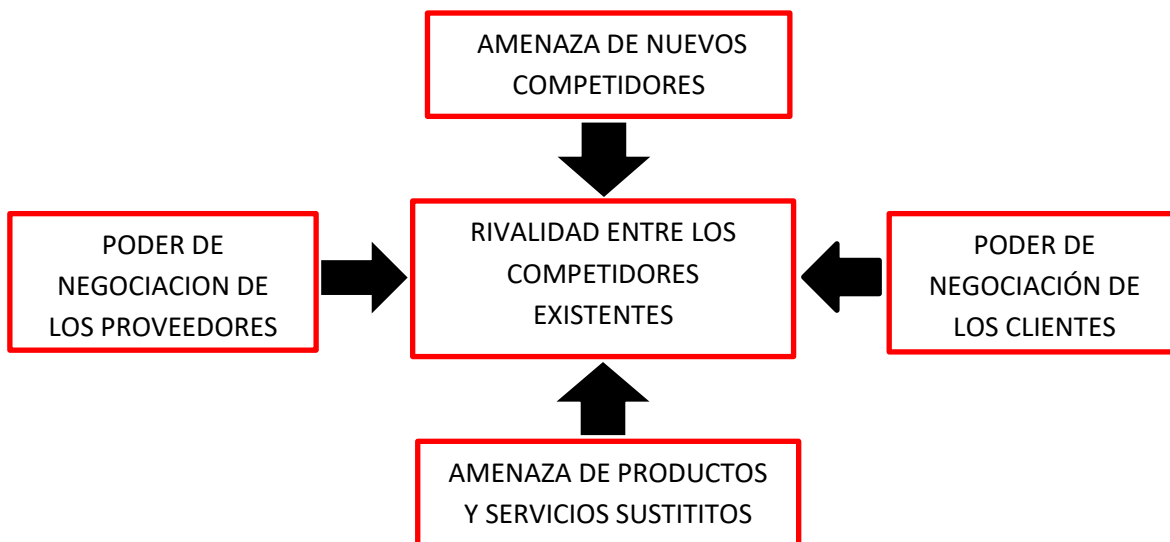 AMENAZA DE NUEVOS
COMPETIDORES
PODER DE
NEGOCIACION DE
LOS PROVEEDORES
RIVALIDAD ENTRE LOS
COMPETIDORES
EXISTENTES
PODER DE
NEGOCIACIÓN DE
LOS CLIENTES
AMENAZA DE PRODUCTOS
Y SERVICIOS SUSTITITOS